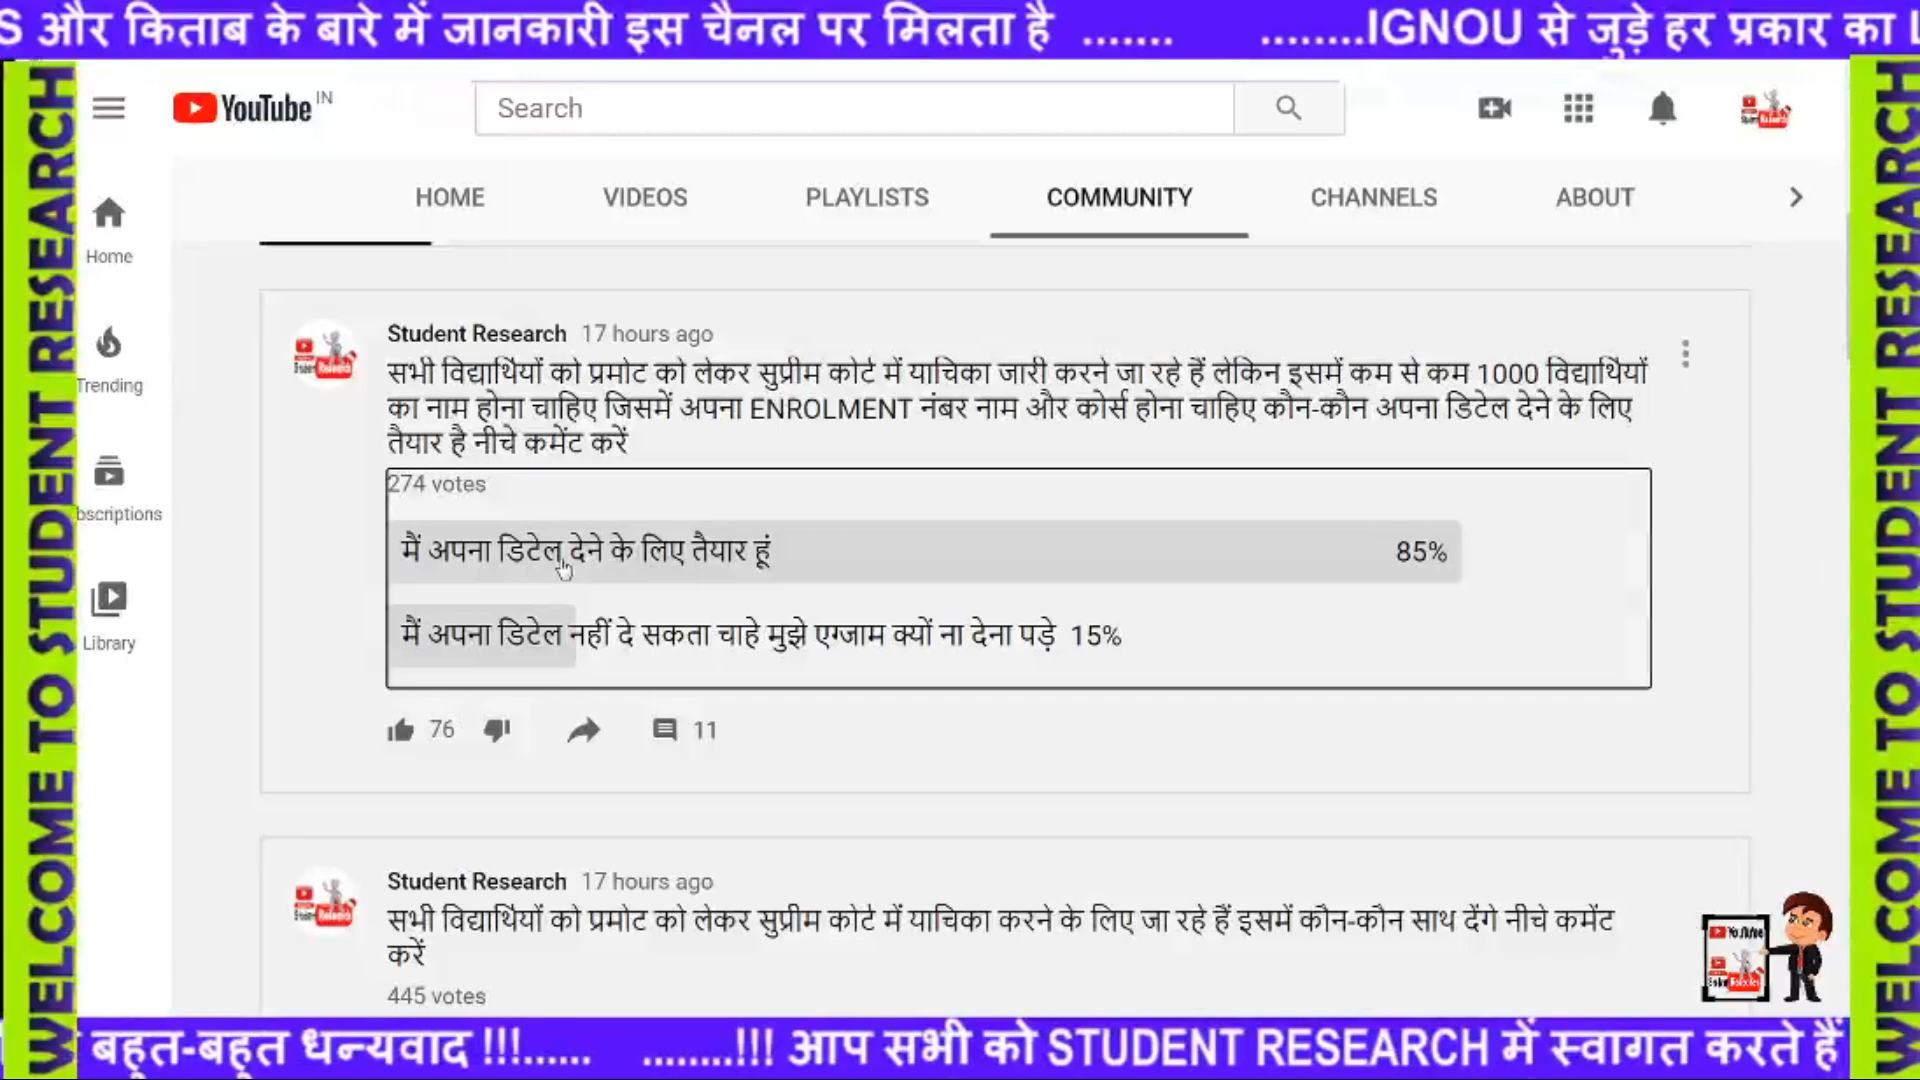 S और किताब के बारे में जानकारी इस चैनल पर मिलता है ....... ........IGNOU से जुड़े हर प्रकार का
WELCOME TO STUDENT RESEARCH
YouTube IN
Search
HOME VIDEOS PLAYLISTS COMMUNITY CHANNELS ABOUT
Home
Trending
bscriptions
Library
Student Research 17 hours ago
सभी विद्यार्थियों को प्रमोट को लेकर सुप्रीम कोर्ट में याचिका जारी करने जा रहे हैं लेकिन इसमें कम से कम 1000 विद्यार्थियों
का नाम होना चाहिए जिसमें अपना ENROLMENT नंबर नाम और कोर्स होना चाहिए कौन-कौन अपना डिटेल देने के लिए
तैयार है नीचे कमेंट करें
274 votes
मैं अपना डिटेल देने के लिए तैयार हूं 85%
मैं अपना डिटेल नहीं दे सकता चाहे मुझे एग्जाम क्यों ना देना पड़े 15%
76 11
Student Research 17 hours ago
सभी विद्यार्थियों को प्रमोट को लेकर सुप्रीम कोर्ट में याचिका करने के लिए जा रहे हैं इसमें कौन-कौन साथ देंगे नीचे कमेंट
करें
445 votes
YouTube
WELCOME TO STUDENT RESEARCH
बहुत-बहुत धन्यवाद !!!...... ........!!! आप सभी को STUDENT RESEARCH में स्वागत करते हैं